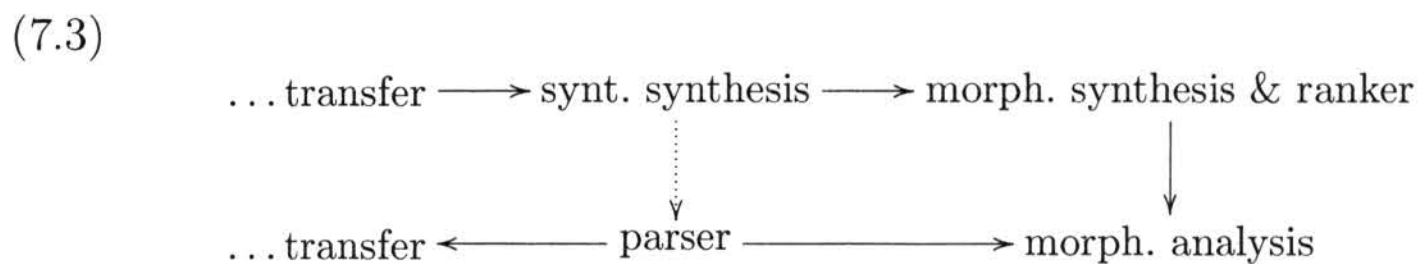 (7.3)
...transfer synt. synthesis morph. synthesis & ranker
...transfer parser morph. analysis